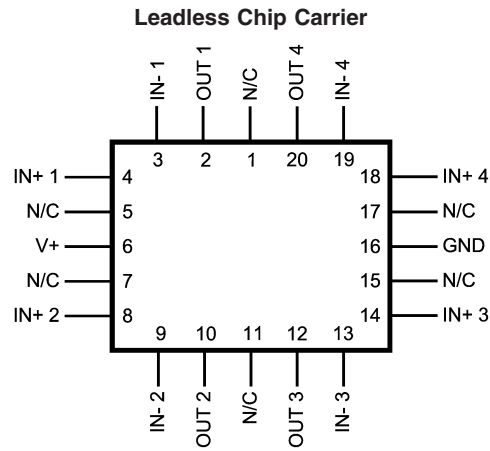 Leadless Chip Carrier
IN- 1
OUT 1
N/C
OUT 4
IN- 4
3 2 1 20 19
IN+ 1 4 18 IN+ 4
N/C 5 17 N/C
V+ 6 16 GND
N/C 7 15 N/C
IN+ 2 8 14 IN+ 3
9 10 11 12 13
IN- 2
OUT 2
N/C
OUT 3
IN- 3